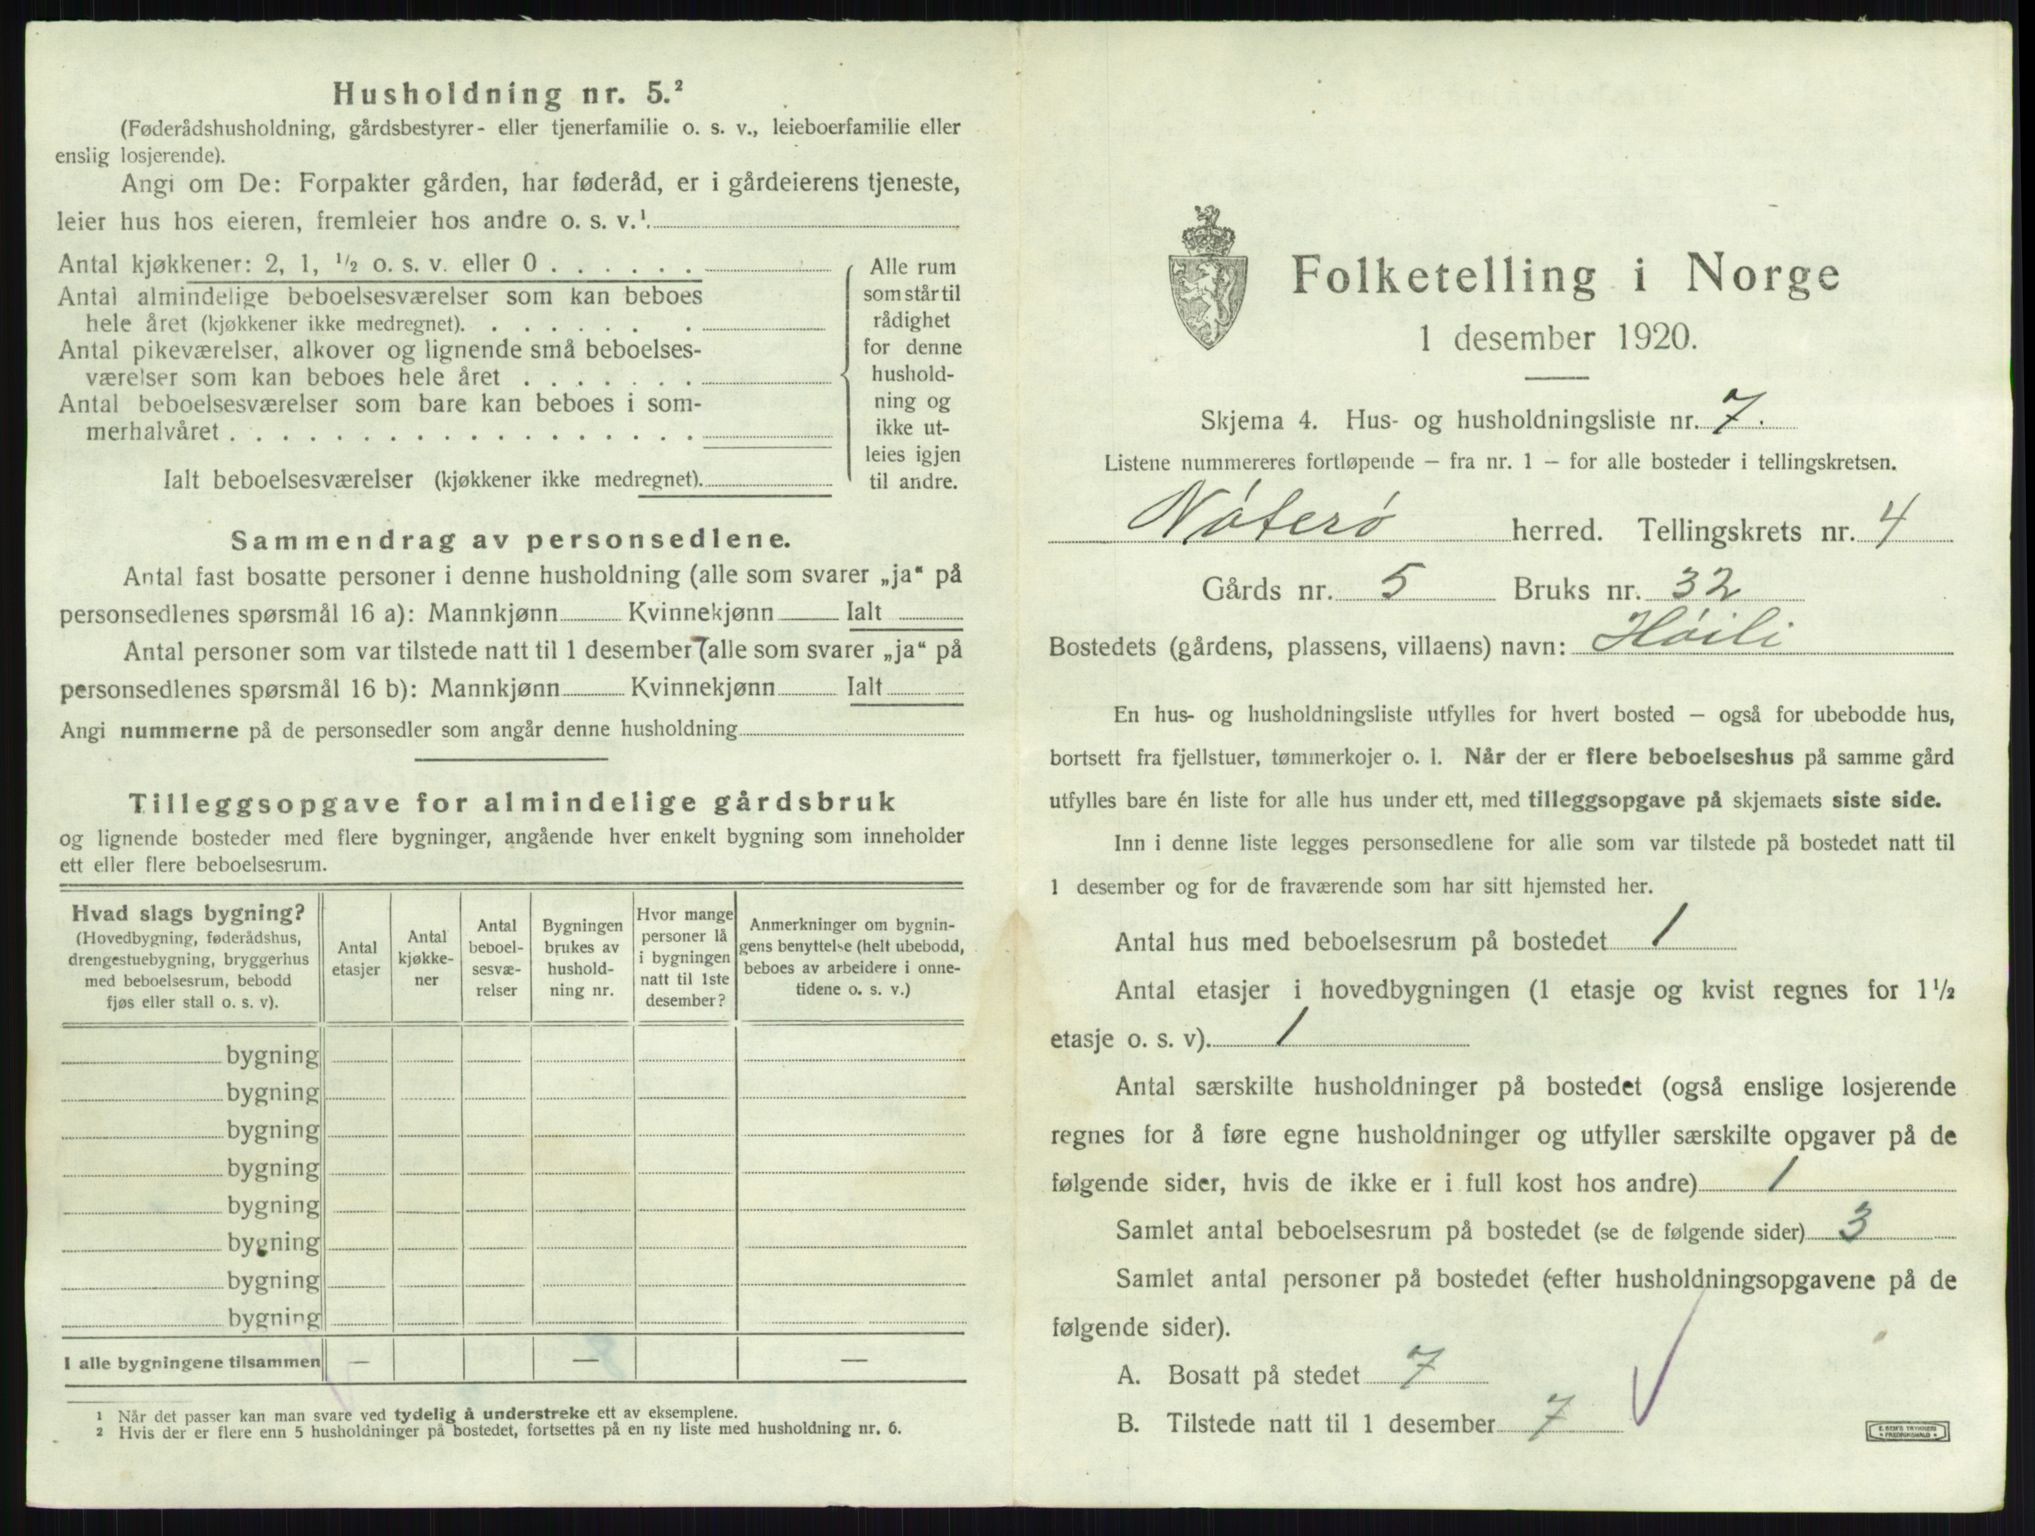 Husholdning nr. 5.²
(Føderådshusholdning, gårdsbestyrer- eller tjenerfamilie o. s. v., leieboerfamilie eller
enslig losjerende).
Angi om De: Forpakter gården, har føderåd, er i gårdeierens tjeneste,
leier hus hos eieren, fremleier hos andre o. s. v.¹
Antal kjøkkener: 2, 1, ½ o. s. v. eller 0
Antal almindelige beboelsesværelser som kan beboes
hele året (kjøkkener ikke medregnet).
Antal pikeværelser, alkover og lignende små beboelses-
værelser som kan beboes hele året
Antal beboelsesværelser som bare kan beboes i som-
merhalvåret
Ialt beboelsesværelser (kjøkkener ikke medregnet).
Alle rum
som står til
rådighet
for denne
hushold-
ning og
ikke ut-
leies igjen
til andre.
Sammendrag av personsedlene.
Antal fast bosatte personer i denne husholdning (alle som svarer „ja“ på
personsedlenes spørsmål 16 a): Mannkjønn Kvinnekjønn Ialt
Antal personer som var tilstede natt til 1 desember (alle som svarer „ja“ på
personsedlenes spørsmål 16 b): Mannkjønn Kvinnekjønn Ialt
Angi nummerne på de personsedler som angår denne husholdning
Tilleggsopgave for almindelige gårdsbruk
og lignende bosteder med flere bygninger, angående hver enkelt bygning som inneholder
ett eller flere beboelsesrum.
Hvad slags bygning?
(Hovedbygning, føderådshus,
drengestuebygning, bryggerhus
med beboelsesrum, bebodd
fjøs eller stall o. s. v).
Antal
etasjer
Antal
kjøkke-
ner
Antal
beboel-
sesvæ-
relser
Bygningen
brukes av
hushold-
ning nr.
Hvor mange
personer lå
i bygningen
natt til 1ste
desember?
Anmerkninger om bygnin-
gens benyttelse (helt ubebodd,
beboes av arbeidere i onne-
tidene o. s. v.)
bygning
bygning
bygning
bygning
bygning
bygning
bygning
bygning
I alle bygningene tilsammen — — —
¹ Når det passer kan man svare ved tydelig å understreke ett av eksemplene.
² Hvis der er flere enn 5 husholdninger på bostedet, fortsettes på en ny liste med husholdning nr. 6.
Folketelling i Norge
1 desember 1920.
Skjema 4. Hus- og husholdningsliste nr. 7.
Listene nummereres fortløpende – fra nr. 1 – for alle bosteder i tellingskretsen.
Nóteró herred. Tellingskrets nr. 4
Gårds nr. 5 Bruks nr. 32
Bostedets (gårdens, plassens, villaens) navn: Hóili
En hus- og husholdningsliste utfylles for hvert bosted – også for ubebodde hus,
bortsett fra fjellstuer, tømmerkojer o. l. Når der er flere beboelseshus på samme gård
utfylles bare én liste for alle hus under ett, med tilleggsopgave på skjemaets siste side.
Inn i denne liste legges personsedlene for alle som var tilstede på bostedet natt til
1 desember og for de fraværende som har sitt hjemsted her.
Antal hus med beboelsesrum på bostedet 1
Antal etasjer i hovedbygningen (1 etasje og kvist regnes for 1½
etasje o. s. v). 1
Antal særskilte husholdninger på bostedet (også enslige losjerende
regnes for å føre egne husholdninger og utfyller særskilte opgaver på de
følgende sider, hvis de ikke er i full kost hos andre) 1
Samlet antal beboelsesrum på bostedet (se de følgende sider) 3
Samlet antal personer på bostedet (efter husholdningsopgavene på de
følgende sider).
A. Bosatt på stedet 7
B. Tilstede natt til 1 desember 7